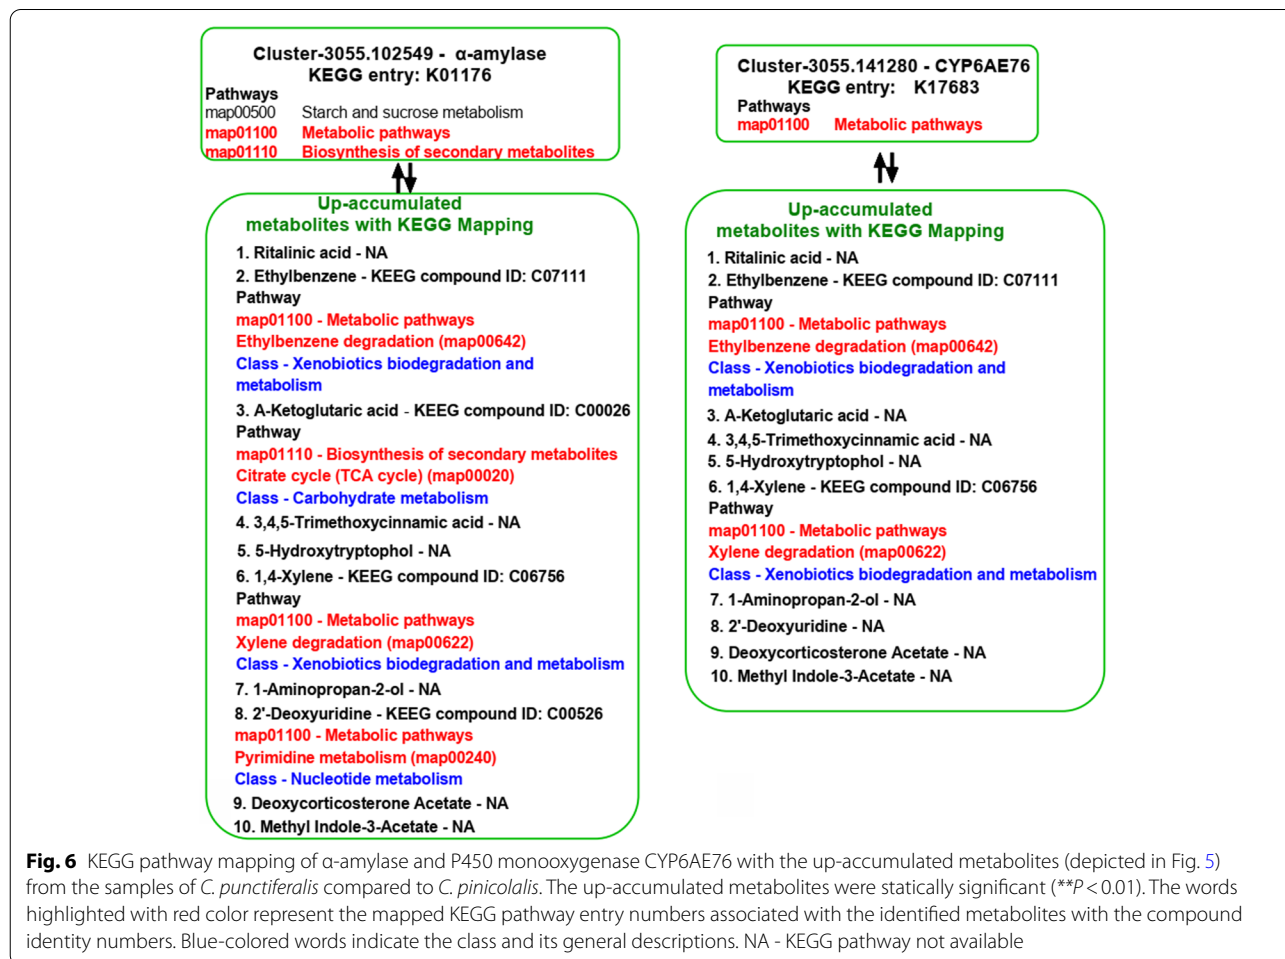 Cluster-3055.102549 - α-amylase
KEGG entry: K01176
Pathways
map00500 Starch and sucrose metabolism
map01100 Metabolic pathways
map01110 Biosynthesis of secondary metabolites
Up-accumulated
metabolites with KEGG Mapping
1. Ritalinic acid - NA
2. Ethylbenzene - KEEG compound ID: C07111
Pathway
map01100 - Metabolic pathways
Ethylbenzene degradation (map00642)
Class - Xenobiotics biodegradation and
metabolism
3. A-Ketoglutaric acid - KEEG compound ID: C00026
Pathway
map01110 - Biosynthesis of secondary metabolites
Citrate cycle (TCA cycle) (map00020)
Class - Carbohydrate metabolism
4. 3,4,5-Trimethoxycinnamic acid - NA
5. 5-Hydroxytryptophol - NA
6. 1,4-Xylene - KEEG compound ID: C06756
Pathway
map01100 - Metabolic pathways
Xylene degradation (map00622)
Class - Xenobiotics biodegradation and metabolism
7. 1-Aminopropan-2-ol - NA
8. 2'-Deoxyuridine - KEEG compound ID: C00526
map01100 - Metabolic pathways
Pyrimidine metabolism (map00240)
Class - Nucleotide metabolism
9. Deoxycorticosterone Acetate - NA
10. Methyl Indole-3-Acetate - NA
Cluster-3055.141280 - CYP6AE76
KEGG entry: K17683
Pathways
map01100 Metabolic pathways
Up-accumulated
metabolites with KEGG Mapping
1. Ritalinic acid - NA
2. Ethylbenzene - KEEG compound ID: C07111
Pathway
map01100 - Metabolic pathways
Ethylbenzene degradation (map00642)
Class - Xenobiotics biodegradation and
metabolism
3. A-Ketoglutaric acid - NA
4. 3,4,5-Trimethoxycinnamic acid - NA
5. 5-Hydroxytryptophol - NA
6. 1,4-Xylene - KEEG compound ID: C06756
Pathway
map01100 - Metabolic pathways
Xylene degradation (map00622)
Class - Xenobiotics biodegradation and metabolism
7. 1-Aminopropan-2-ol - NA
8. 2'-Deoxyuridine - NA
9. Deoxycorticosterone Acetate - NA
10. Methyl Indole-3-Acetate - NA
Fig. 6 KEGG pathway mapping of α-amylase and P450 monooxygenase CYP6AE76 with the up-accumulated metabolites (depicted in Fig. 5)
from the samples of C. punctiferalis compared to C. pinicolalis. The up-accumulated metabolites were statically significant (**P < 0.01). The words
highlighted with red color represent the mapped KEGG pathway entry numbers associated with the identified metabolites with the compound
identity numbers. Blue-colored words indicate the class and its general descriptions. NA - KEGG pathway not available